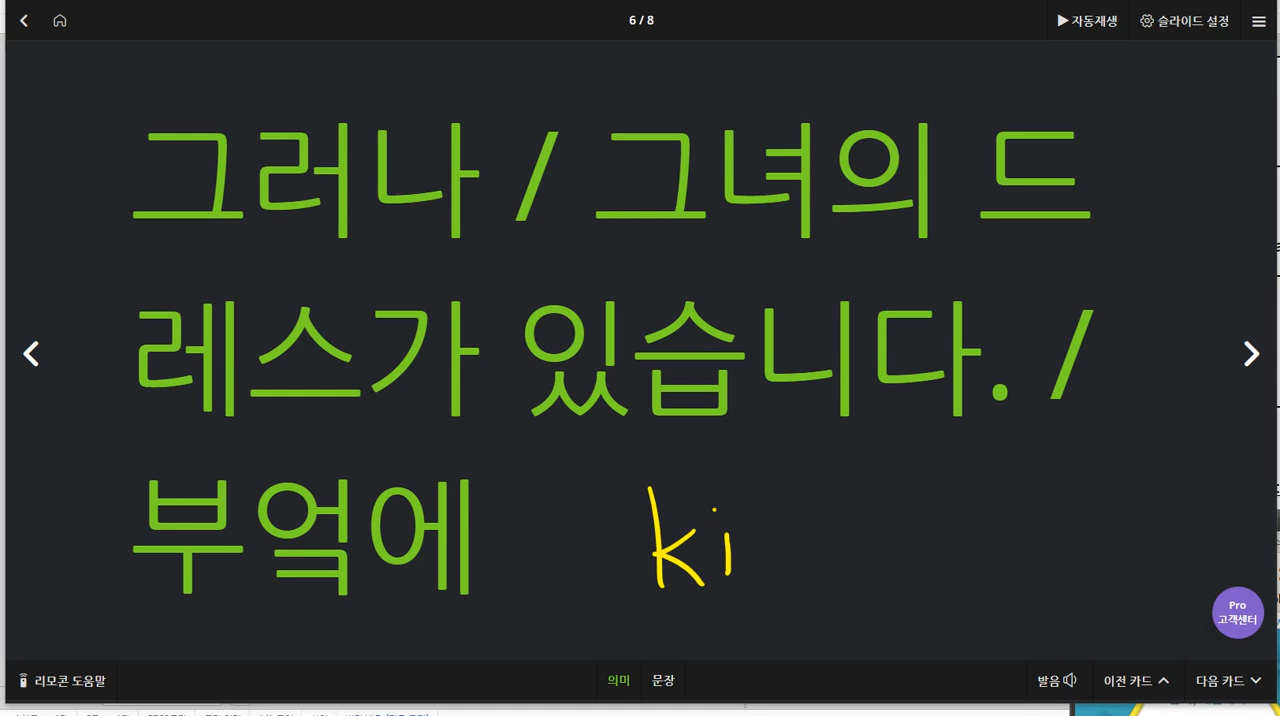 6 / 8
자동재생
슬라이드 설정
그러나 / 그녀의 드
레스가 있습니다. /
부엌에
ki
Pro
고객센터
리모콘 도움말
의미
문장
발음
이전 카드
다음 카드